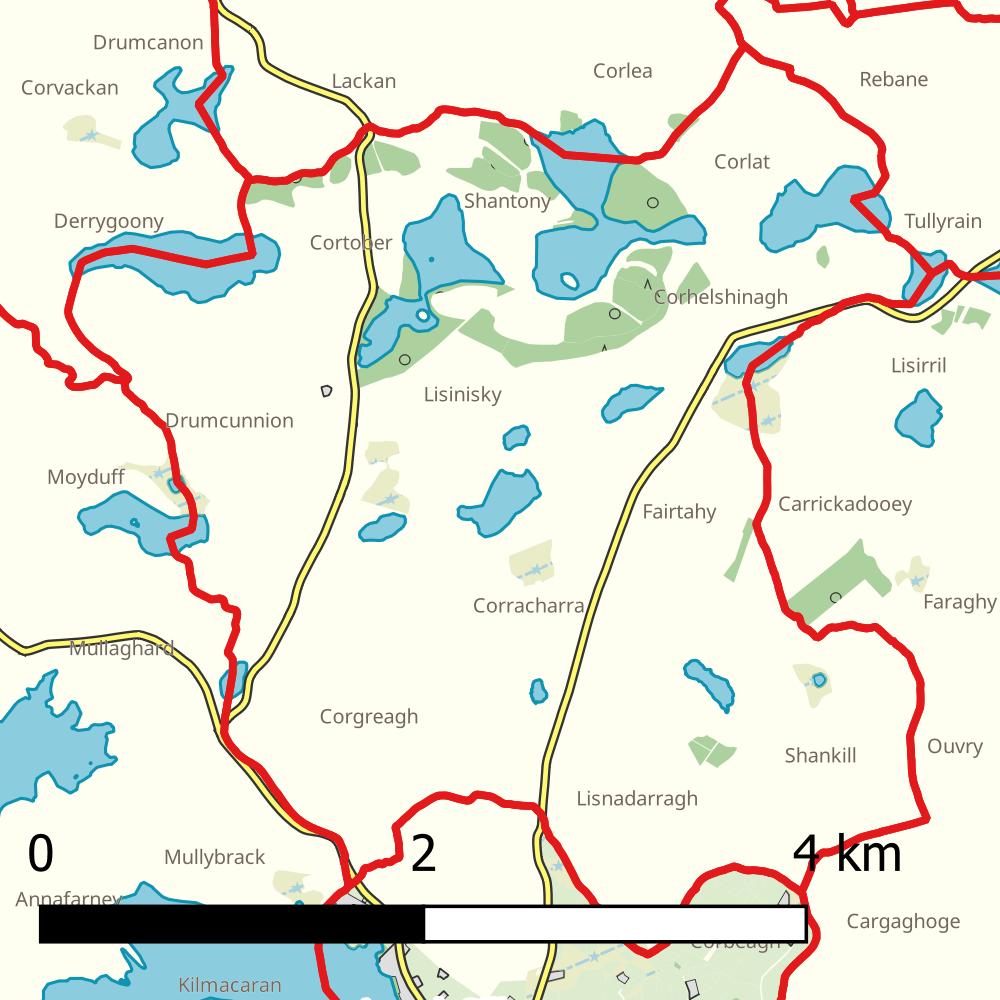 Drumcanon
Corlea
Lackan
Rebane
Corvackan
Corlat
Shantony
Derrygoony
Tullyrain
Cortober
Corhelshinagh
Lisirril
Lisinisky
Drumcunnion
Moyduff
Carrickadooey
Fairtahy
Faraghy
Corracharra
Mullaghard
Corgreagh
Ouvry
Shankill
Lisnadarragh
0 2 4 km
Mullybrack
Annafarney
Cargaghoge
Corbeagh
Kilmacaran